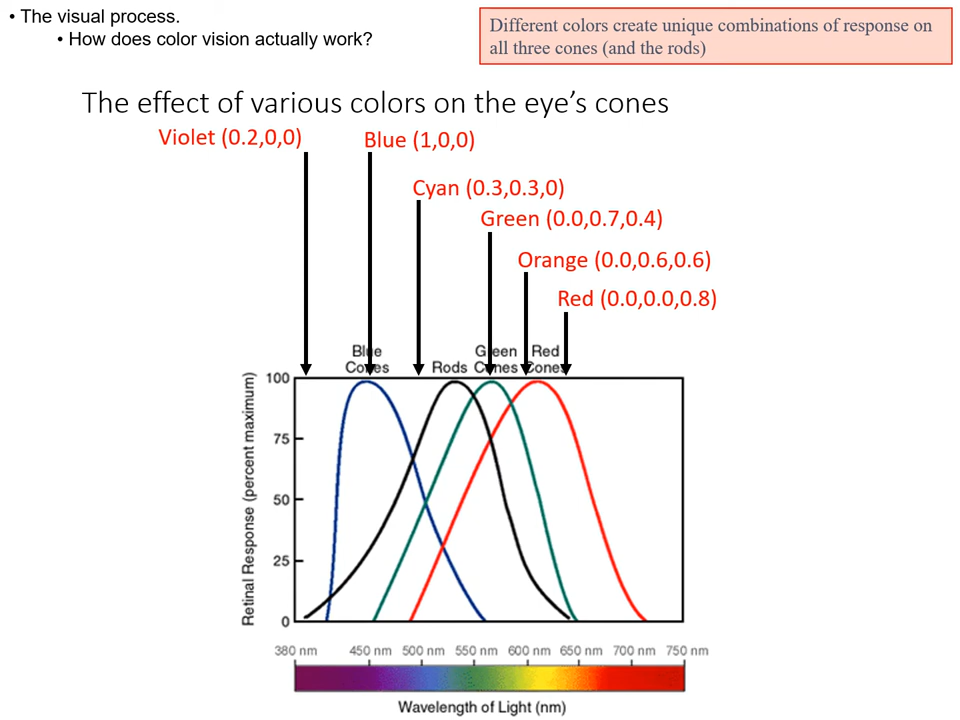 • The visual process.
• How does color vision actually work?
Different colors create unique combinations of response on
all three cones (and the rods)
The effect of various colors on the eye's cones
Violet (0.2,0,0)
Blue (1,0,0)
Cyan (0.3,0.3,0)
Green (0.0,0.7,0.4)
Orange (0.0,0.6,0.6)
Red (0.0,0.0,0.8)
Blue
Cones
Rods
Green
Cones
Red
Cones
Retinal Response (percent maximum)
100
75
50
25
0
380 nm 450 nm 500 nm 550 nm 600 nm 650 nm 700 nm 750 nm
Wavelength of Light (nm)